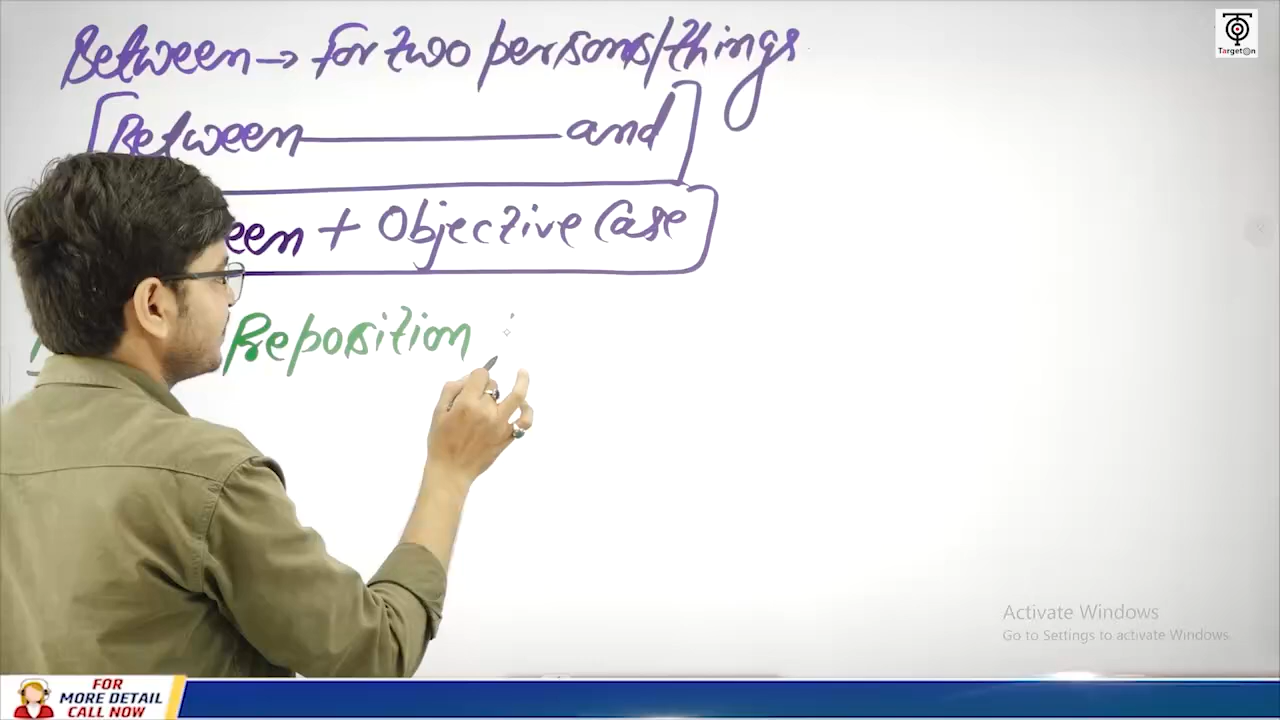 Between → for two persons/things
TargetOn
[Between ———— and]
+ Objective Case
Preposition
Activate Windows
Go to Settings to activate Windows.
FOR
MORE DETAIL
CALL NOW